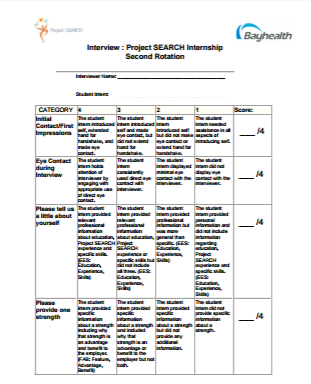 Project SEARCH
Bayhealth
Interview : Project SEARCH Internship
Second Rotation
Interviewer Name:
Student Intern:
CATEGORY 4 3 2 1 Score:
Initial Contact/First Impressions
The student intern introduced self, extended hand for handshake, and made eye contact.
The student intern introduced self and made eye contact, but did not extend hand for handshake.
The student intern introduced self but did not make eye contact or extend hand for handshake.
The student intern needed assistance in all aspects of introducing self.
___ /4
Eye Contact during Interview
The student intern holds attention of interviewer by engaging with appropriate use of direct eye contact.
The student intern consistently used direct eye contact with interviewer.
The student intern displayed minimal eye contact with the interviewer.
The student intern did not display eye contact with the interviewer.
___ /4
Please tell us a little about yourself
The student intern provided relevant professional information about education, Project SEARCH experience and specific skills. (EES: Education, Experience, Skills)
The student intern provided relevant professional information about education, Project SEARCH experience or specific skills but did not include all three. (EES: Education, Experience, Skills)
The student intern provided professional information but was more general than specific. (EES: Education, Experience, Skills)
The student intern provided personal information and did not include information regarding education, Project SEARCH experience and specific skills. (EES: Education, Experience, Skills)
___ /4
Please provide one strength
The student intern provided specific information about a strength including why that strength is an advantage and benefit to the employer. (FAB: Feature, Advantage, Benefit)
The student intern provided specific information about a strength and included why that strength is an advantage or benefit to the employer but not both.
The student intern provided specific information about a strength but did not provide any additional information.
The student intern did not provide specific information about a strength.
___ /4